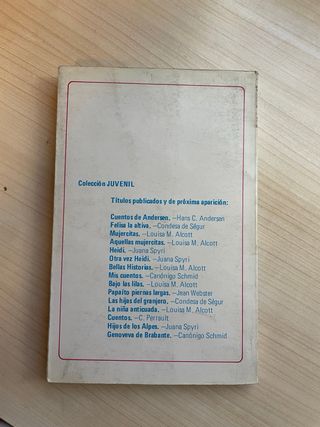 Colección JUVENIL
Títulos publicados y de próxima aparición:
Cuentos de Andersen. —Hans C. Andersen
Felisa la altiva. —Condesa de Ségur
Mujercitas. —Louisa M. Alcott
Aquellas mujercitas. —Louisa M. Alcott
Heidi. —Juana Spyri
Otra vez Heidi. —Juana Spyri
Bellas Historias. —Louisa M. Alcott
Mis cuentos. —Canónigo Schmid
Bajo las lilas. —Louisa M. Alcott
Papaíto piernas largas. —Jean Webster
Las hijas del granjero. —Condesa de Ségur
La niña anticuada. —Louisa M. Alcott
Cuentos. —C. Perrault
Hijos de los Alpes. —Juana Spyri
Genoveva de Brabante. —Canónigo Schmid